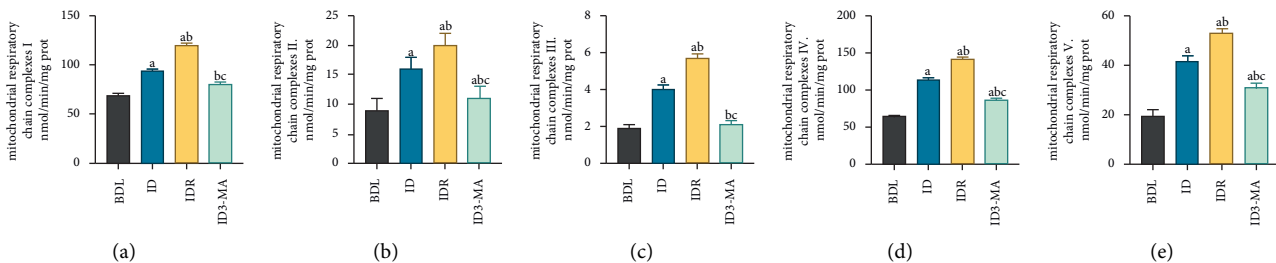 mitochondrial respiratory
chain complexes I
nmol/min/mg prot
150
100
50
0
a
ab
bc
BDL
ID
IDR
ID3-MA
(a)
mitochondrial respiratory
chain complexes II.
nmol/min/mg prot
25
20
15
10
5
0
a
ab
abc
BDL
ID
IDR
ID3-MA
(b)
mitochondrial respiratory
chain complexes III.
nmol/min/mg prot
8
6
4
2
0
a
ab
bc
BDL
ID
IDR
ID3-MA
(c)
mitochondrial respiratory
chain complexes IV.
nmol/min/mg prot
200
150
100
50
0
a
ab
abc
BDL
ID
IDR
ID3-MA
(d)
mitochondrial respiratory
chain complexes V.
nmol/min/mg prot
60
40
20
0
a
ab
abc
BDL
ID
IDR
ID3-MA
(e)